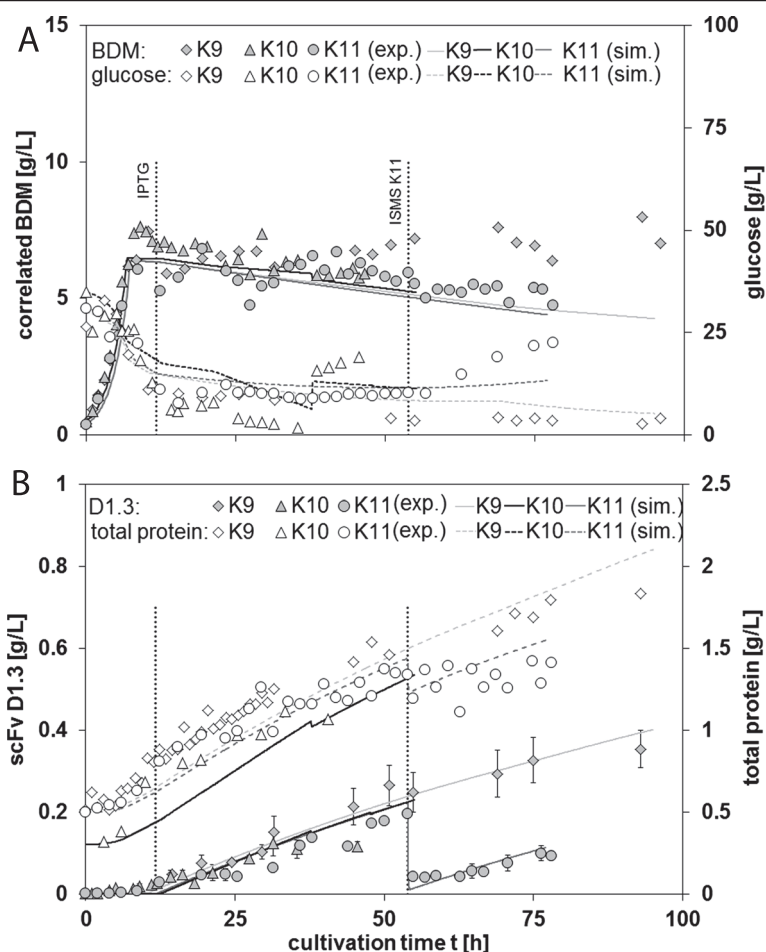 A
15
100
BDM: K9 K10 K11 (exp.) K9 K10 K11 (sim.)
glucose: K9 K10 K11 (exp.) K9 K10 K11 (sim.)
75
10
IPTG
ISMS K11
50
5
25
0
0
correlated BDM [g/L]
glucose [g/L]
B
1
2.5
D1.3: K9 K10 K11(exp.) K9 K10 K11 (sim.)
total protein: K9 K10 K11(exp.) K9 K10 K11 (sim.)
0.8
2
0.6
1.5
0.4
1
0.2
0.5
0
0
scFv D1.3 [g/L]
total protein [g/L]
0
25
50
75
100
cultivation time t [h]